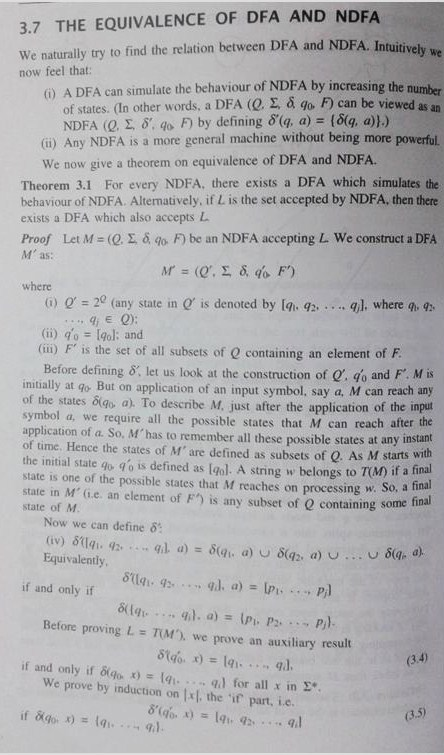 3.7 THE EQUIVALENCE OF DFA AND NDFA
We naturally try to find the relation between DFA and NDFA. Intuitively we
now feel that:
(i) A DFA can simulate the behaviour of NDFA by increasing the number
of states. (In other words, a DFA (Q, Σ, δ, q₀, F) can be viewed as an
NDFA (Q, Σ, δ′, q₀, F) by defining δ′(q, a) = {δ(q, a)}.)
(ii) Any NDFA is a more general machine without being more powerful.
We now give a theorem on equivalence of DFA and NDFA.
Theorem 3.1 For every NDFA, there exists a DFA which simulates the
behaviour of NDFA. Alternatively, if L is the set accepted by NDFA, then there
exists a DFA which also accepts L.
Proof Let M = (Q, Σ, δ, q₀, F) be an NDFA accepting L. We construct a DFA
M′ as:
M′ = (Q′, Σ, δ, q′₀, F′)
where
(i) Q′ = 2^Q (any state in Q′ is denoted by [q₁, q₂, . . ., qⱼ], where q₁, q₂,
. . ., qⱼ ∈ Q);
(ii) q′₀ = [q₀]; and
(iii) F′ is the set of all subsets of Q containing an element of F.
Before defining δ′, let us look at the construction of Q′, q′₀ and F′. M is
initially at q₀. But on application of an input symbol, say a, M can reach any
of the states δ(q₀, a). To describe M, just after the application of the input
symbol a, we require all the possible states that M can reach after the
application of a. So, M′ has to remember all these possible states at any instant
of time. Hence the states of M′ are defined as subsets of Q. As M starts with
the initial state q₀, q′₀ is defined as [q₀]. A string w belongs to T(M) if a final
state is one of the possible states that M reaches on processing w. So, a final
state in M′ (i.e. an element of F′) is any subset of Q containing some final
state of M.
Now we can define δ′:
(iv) δ′([q₁, q₂, . . ., qᵢ], a) = δ(q₁, a) ∪ δ(q₂, a) ∪ . . . ∪ δ(qᵢ, a).
Equivalently,
δ′([q₁, q₂, . . ., qᵢ], a) = [p₁, . . ., pⱼ]
if and only if
δ({q₁, . . ., qᵢ}, a) = {p₁, p₂, . . ., pⱼ}.
Before proving L = T(M′), we prove an auxiliary result
δ′(q′₀, x) = [q₁, . . ., qᵢ], (3.4)
if and only if δ(q₀, x) = {q₁, . . ., qᵢ} for all x in Σ*.
We prove by induction on |x|, the 'if' part, i.e.
δ′(q′₀, x) = [q₁, q₂, . . ., qᵢ] (3.5)
if δ(q₀, x) = {q₁, . . ., qᵢ}.